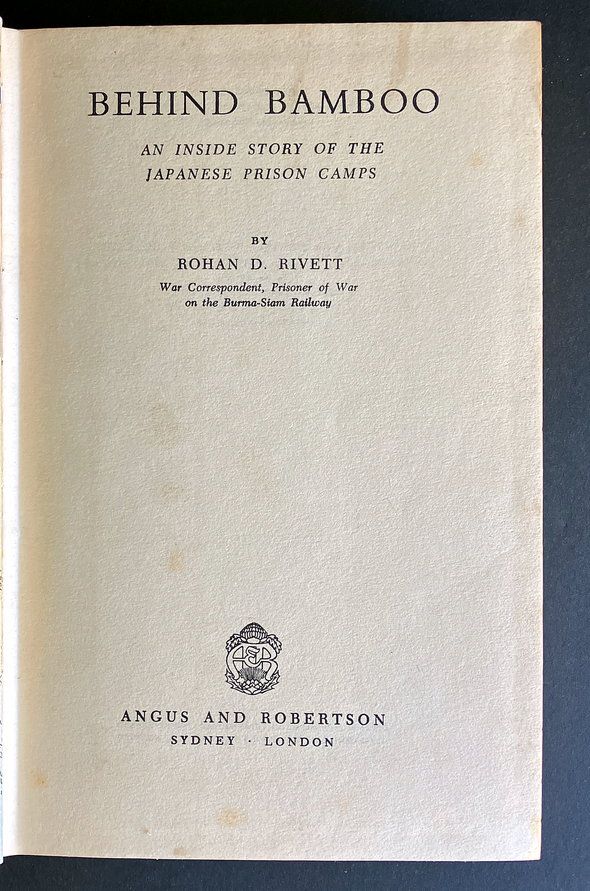 BEHIND BAMBOO
AN INSIDE STORY OF THE
JAPANESE PRISON CAMPS
BY
ROHAN D. RIVETT
War Correspondent, Prisoner of War
on the Burma-Siam Railway
A&R
ANGUS AND ROBERTSON
SYDNEY · LONDON